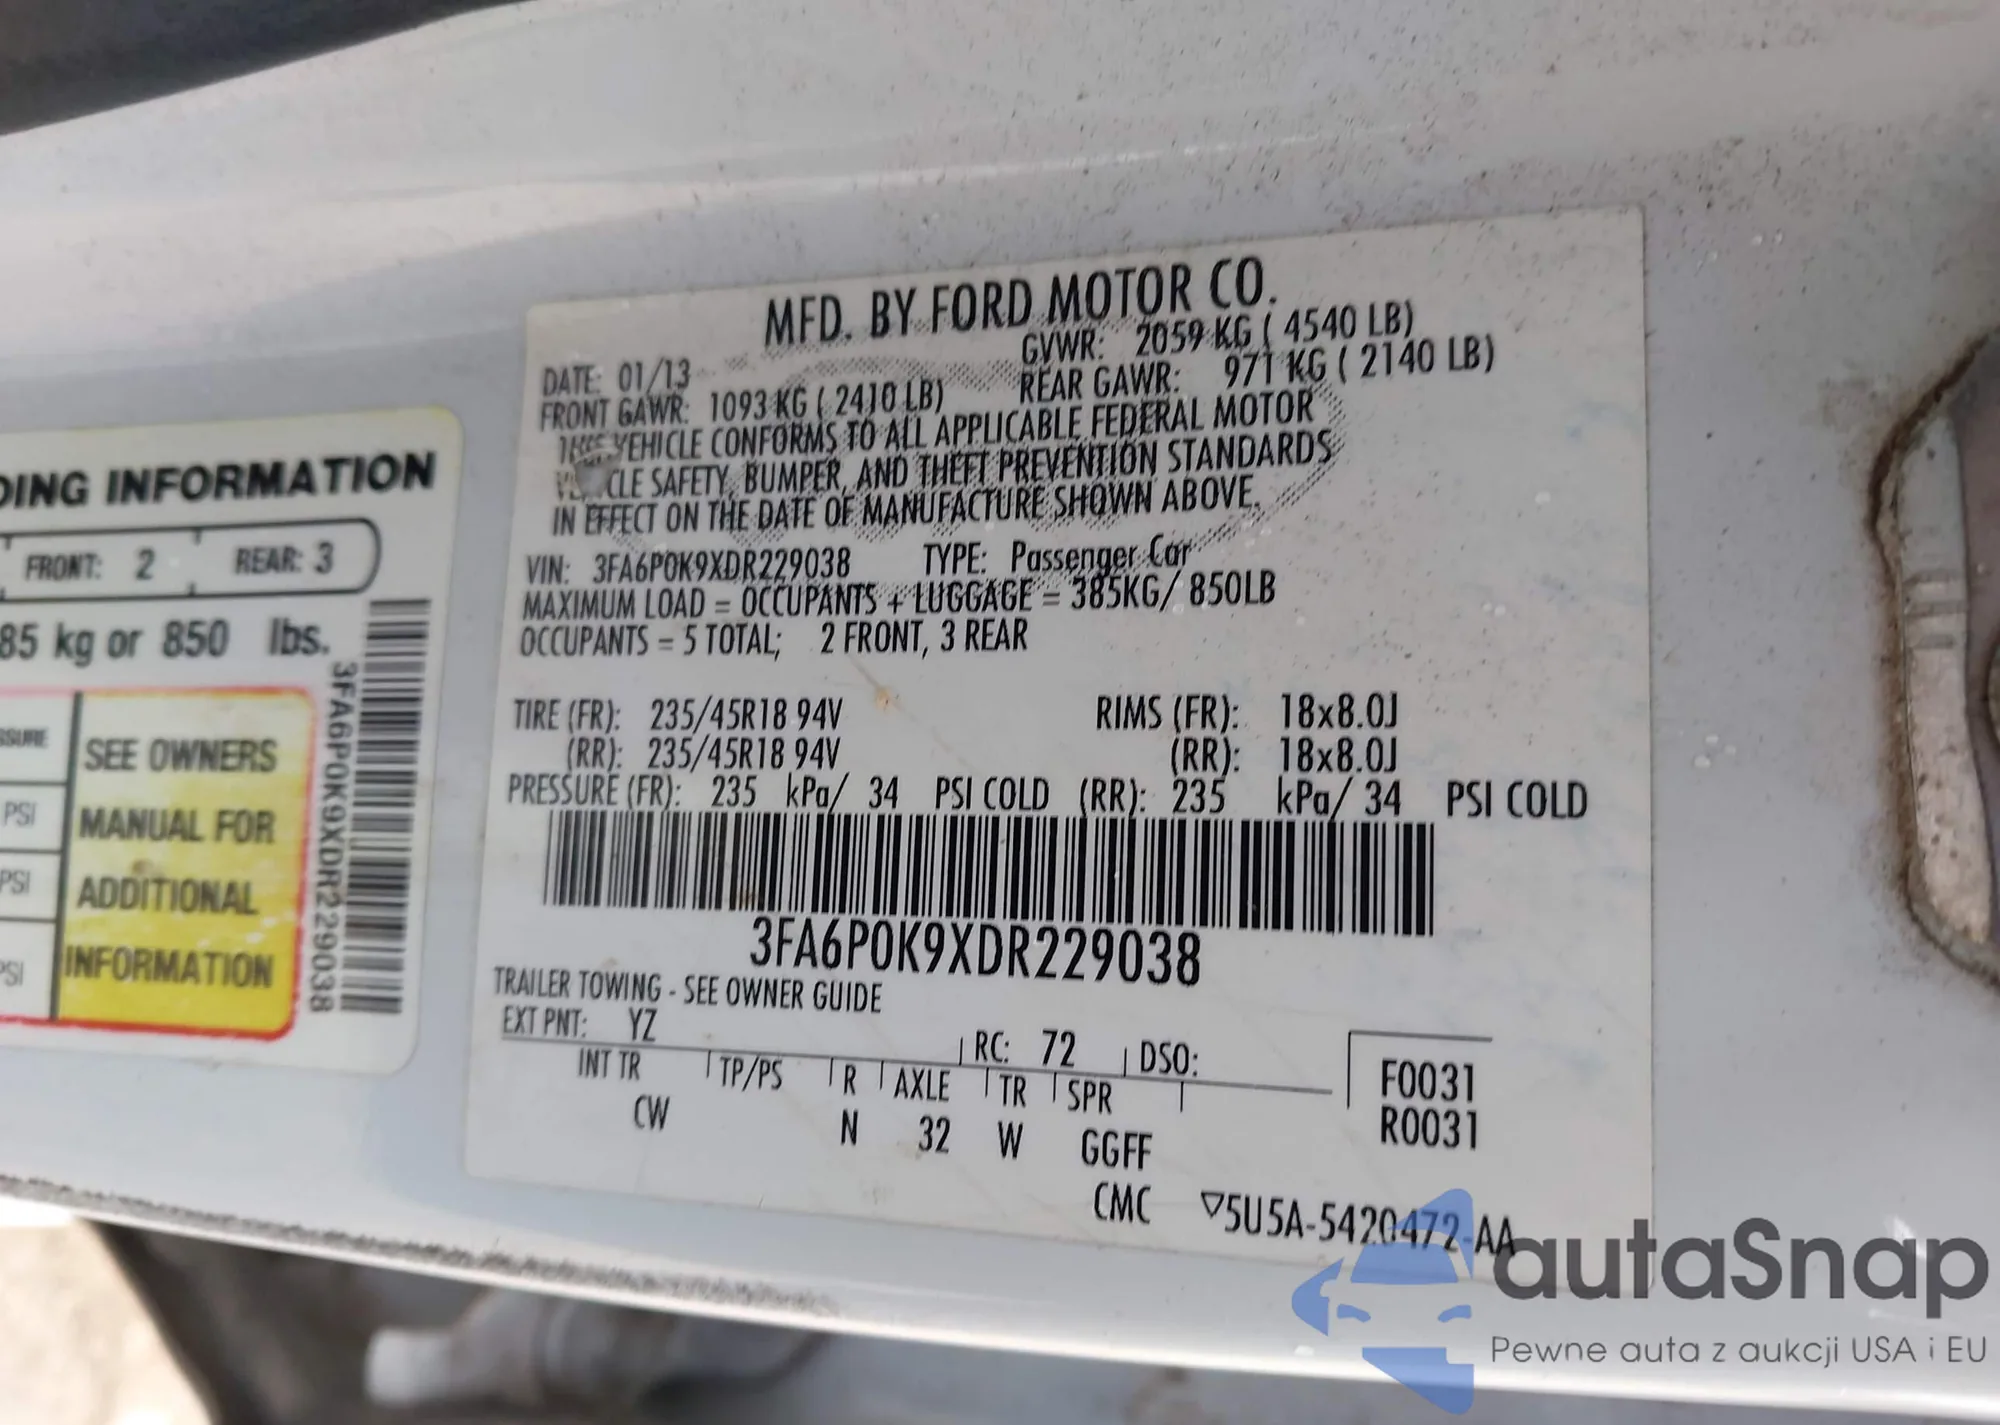 DING INFORMATION
FRONT: 2 REAR: 3
85 kg or 850 lbs.
SSURE
PSI
PSI
PSI
SEE OWNERS
MANUAL FOR
ADDITIONAL
INFORMATION
3FA6P0K9XDR229038
MFD. BY FORD MOTOR CO.
DATE: 01/13 GVWR: 2059 KG ( 4540 LB)
FRONT GAWR: 1093 KG ( 2410 LB) REAR GAWR: 971 KG ( 2140 LB)
THIS VEHICLE CONFORMS TO ALL APPLICABLE FEDERAL MOTOR
VEHICLE SAFETY, BUMPER, AND THEFT PREVENTION STANDARDS
IN EFFECT ON THE DATE OF MANUFACTURE SHOWN ABOVE.
VIN: 3FA6P0K9XDR229038 TYPE: Passenger Car
MAXIMUM LOAD = OCCUPANTS + LUGGAGE = 385KG/ 850LB
OCCUPANTS = 5 TOTAL; 2 FRONT, 3 REAR
TIRE (FR): 235/45R18 94V RIMS (FR): 18x8.0J
(RR): 235/45R18 94V (RR): 18x8.0J
PRESSURE (FR): 235 kPa/ 34 PSI COLD (RR): 235 kPa/ 34 PSI COLD
3FA6P0K9XDR229038
TRAILER TOWING - SEE OWNER GUIDE
EXT PNT: YZ RC: 72 DSO:
INT TR TP/PS R AXLE TR SPR
CW N 32 W GGFF
F0031
R0031
CMC ▽5U5A-5420472-AA
autaSnap
Pewne auta z aukcji USA i EU